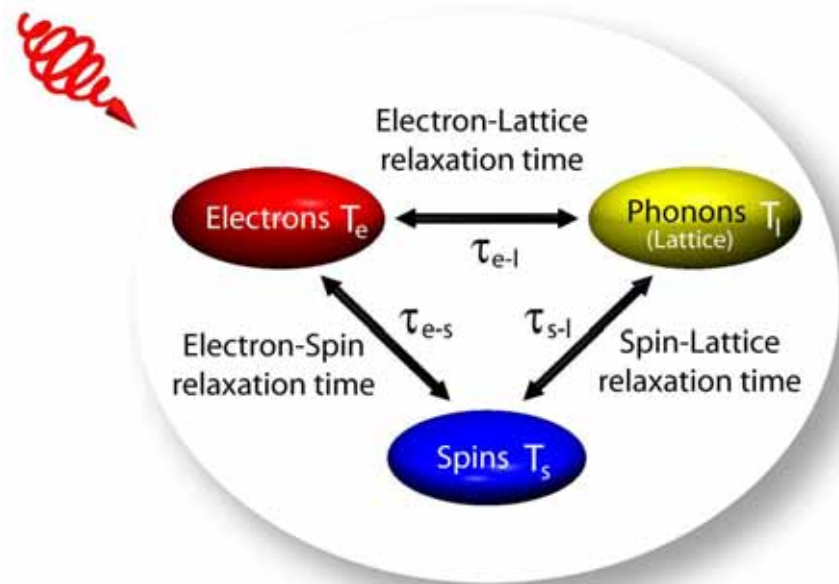 Electron-Lattice
relaxation time
Electrons Te
Phonons Tl
(Lattice)
τe-l
τe-s
τs-l
Electron-Spin
relaxation time
Spin-Lattice
relaxation time
Spins Ts